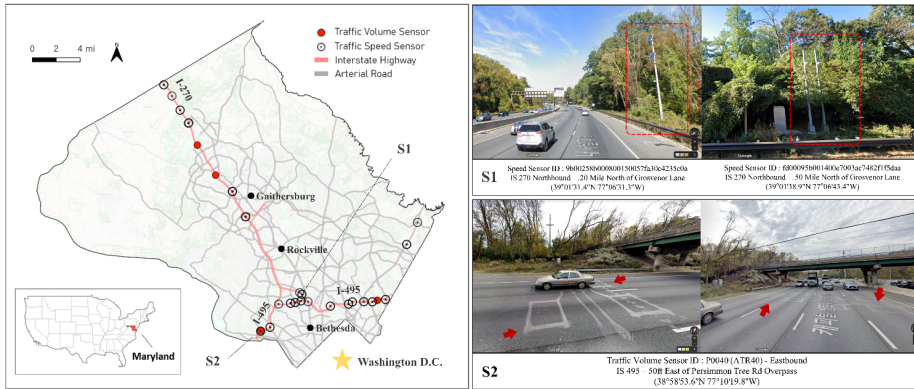 0 2 4 mi
N
Traffic Volume Sensor
Traffic Speed Sensor
Interstate Highway
Arterial Road
I-270
S1
Gaithersburg
Rockville
I-495
I-495
Bethesda
Maryland
S2
Washington D.C.
Google
S1
Speed Sensor ID : 9b00258b000800150057fa30c4235c0a
IS 270 Northbound .20 Mile North of Grosvenor Lane
(39°01'31.4"N 77°06'31.3"W)
Speed Sensor ID : fd00095b001400e7003ac7482f1f5daa
IS 270 Northbound .50 Mile North of Grosvenor Lane
(39°01'38.9"N 77°06'43.4"W)
S2
Traffic Volume Sensor ID : P0040 (ATR40) - Eastbound
IS 495 – 50ft East of Persimmon Tree Rd Overpass
(38°58'53.6"N 77°10'19.8"W)